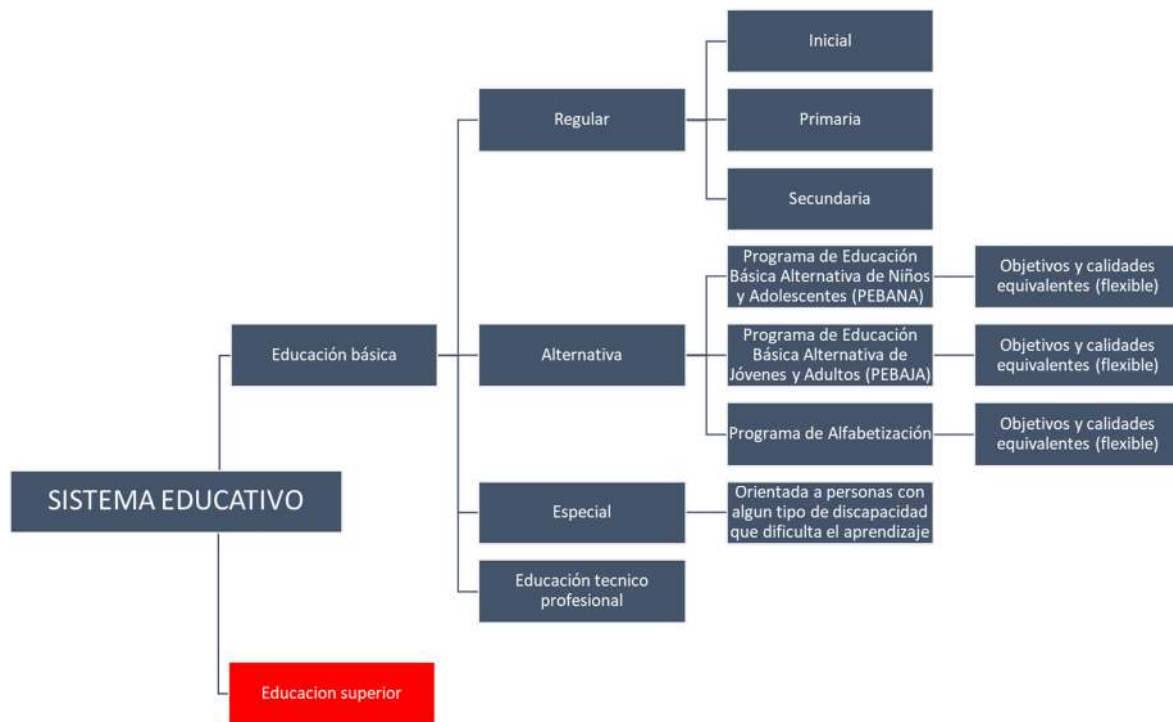 SISTEMA EDUCATIVO
Educación básica
Regular
Inicial
Primaria
Secundaria
Alternativa
Programa de Educación
Básica Alternativa de Niños
y Adolescentes (PEBANA)
Objetivos y calidades
equivalentes (flexible)
Programa de Educación
Básica Alternativa de
Jóvenes y Adultos (PEBAJA)
Objetivos y calidades
equivalentes (flexible)
Programa de Alfabetización
Objetivos y calidades
equivalentes (flexible)
Especial
Orientada a personas con
algun tipo de discapacidad
que dificulta el aprendizaje
Educación tecnico
profesional
Educacion superior